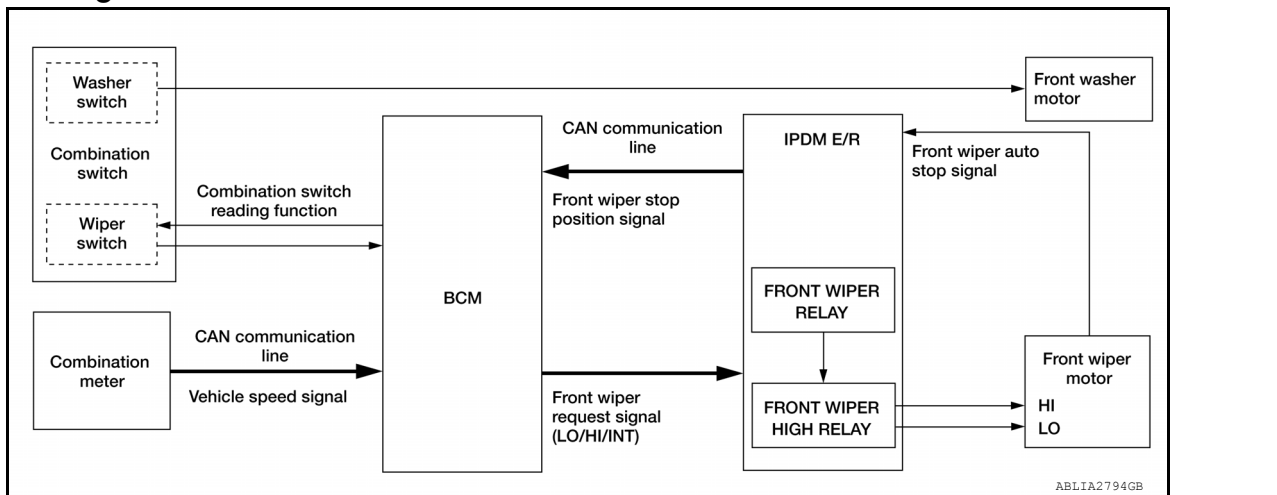 Washer
switch
Combination
switch
Wiper
switch
Combination switch
reading function
Combination
meter
CAN communication
line
Vehicle speed signal
BCM
CAN communication
line
Front wiper stop
position signal
Front wiper
request signal
(LO/HI/INT)
IPDM E/R
FRONT WIPER
RELAY
FRONT WIPER
HIGH RELAY
Front washer
motor
Front wiper auto
stop signal
Front wiper
motor
HI
LO
ABLIA2794GB